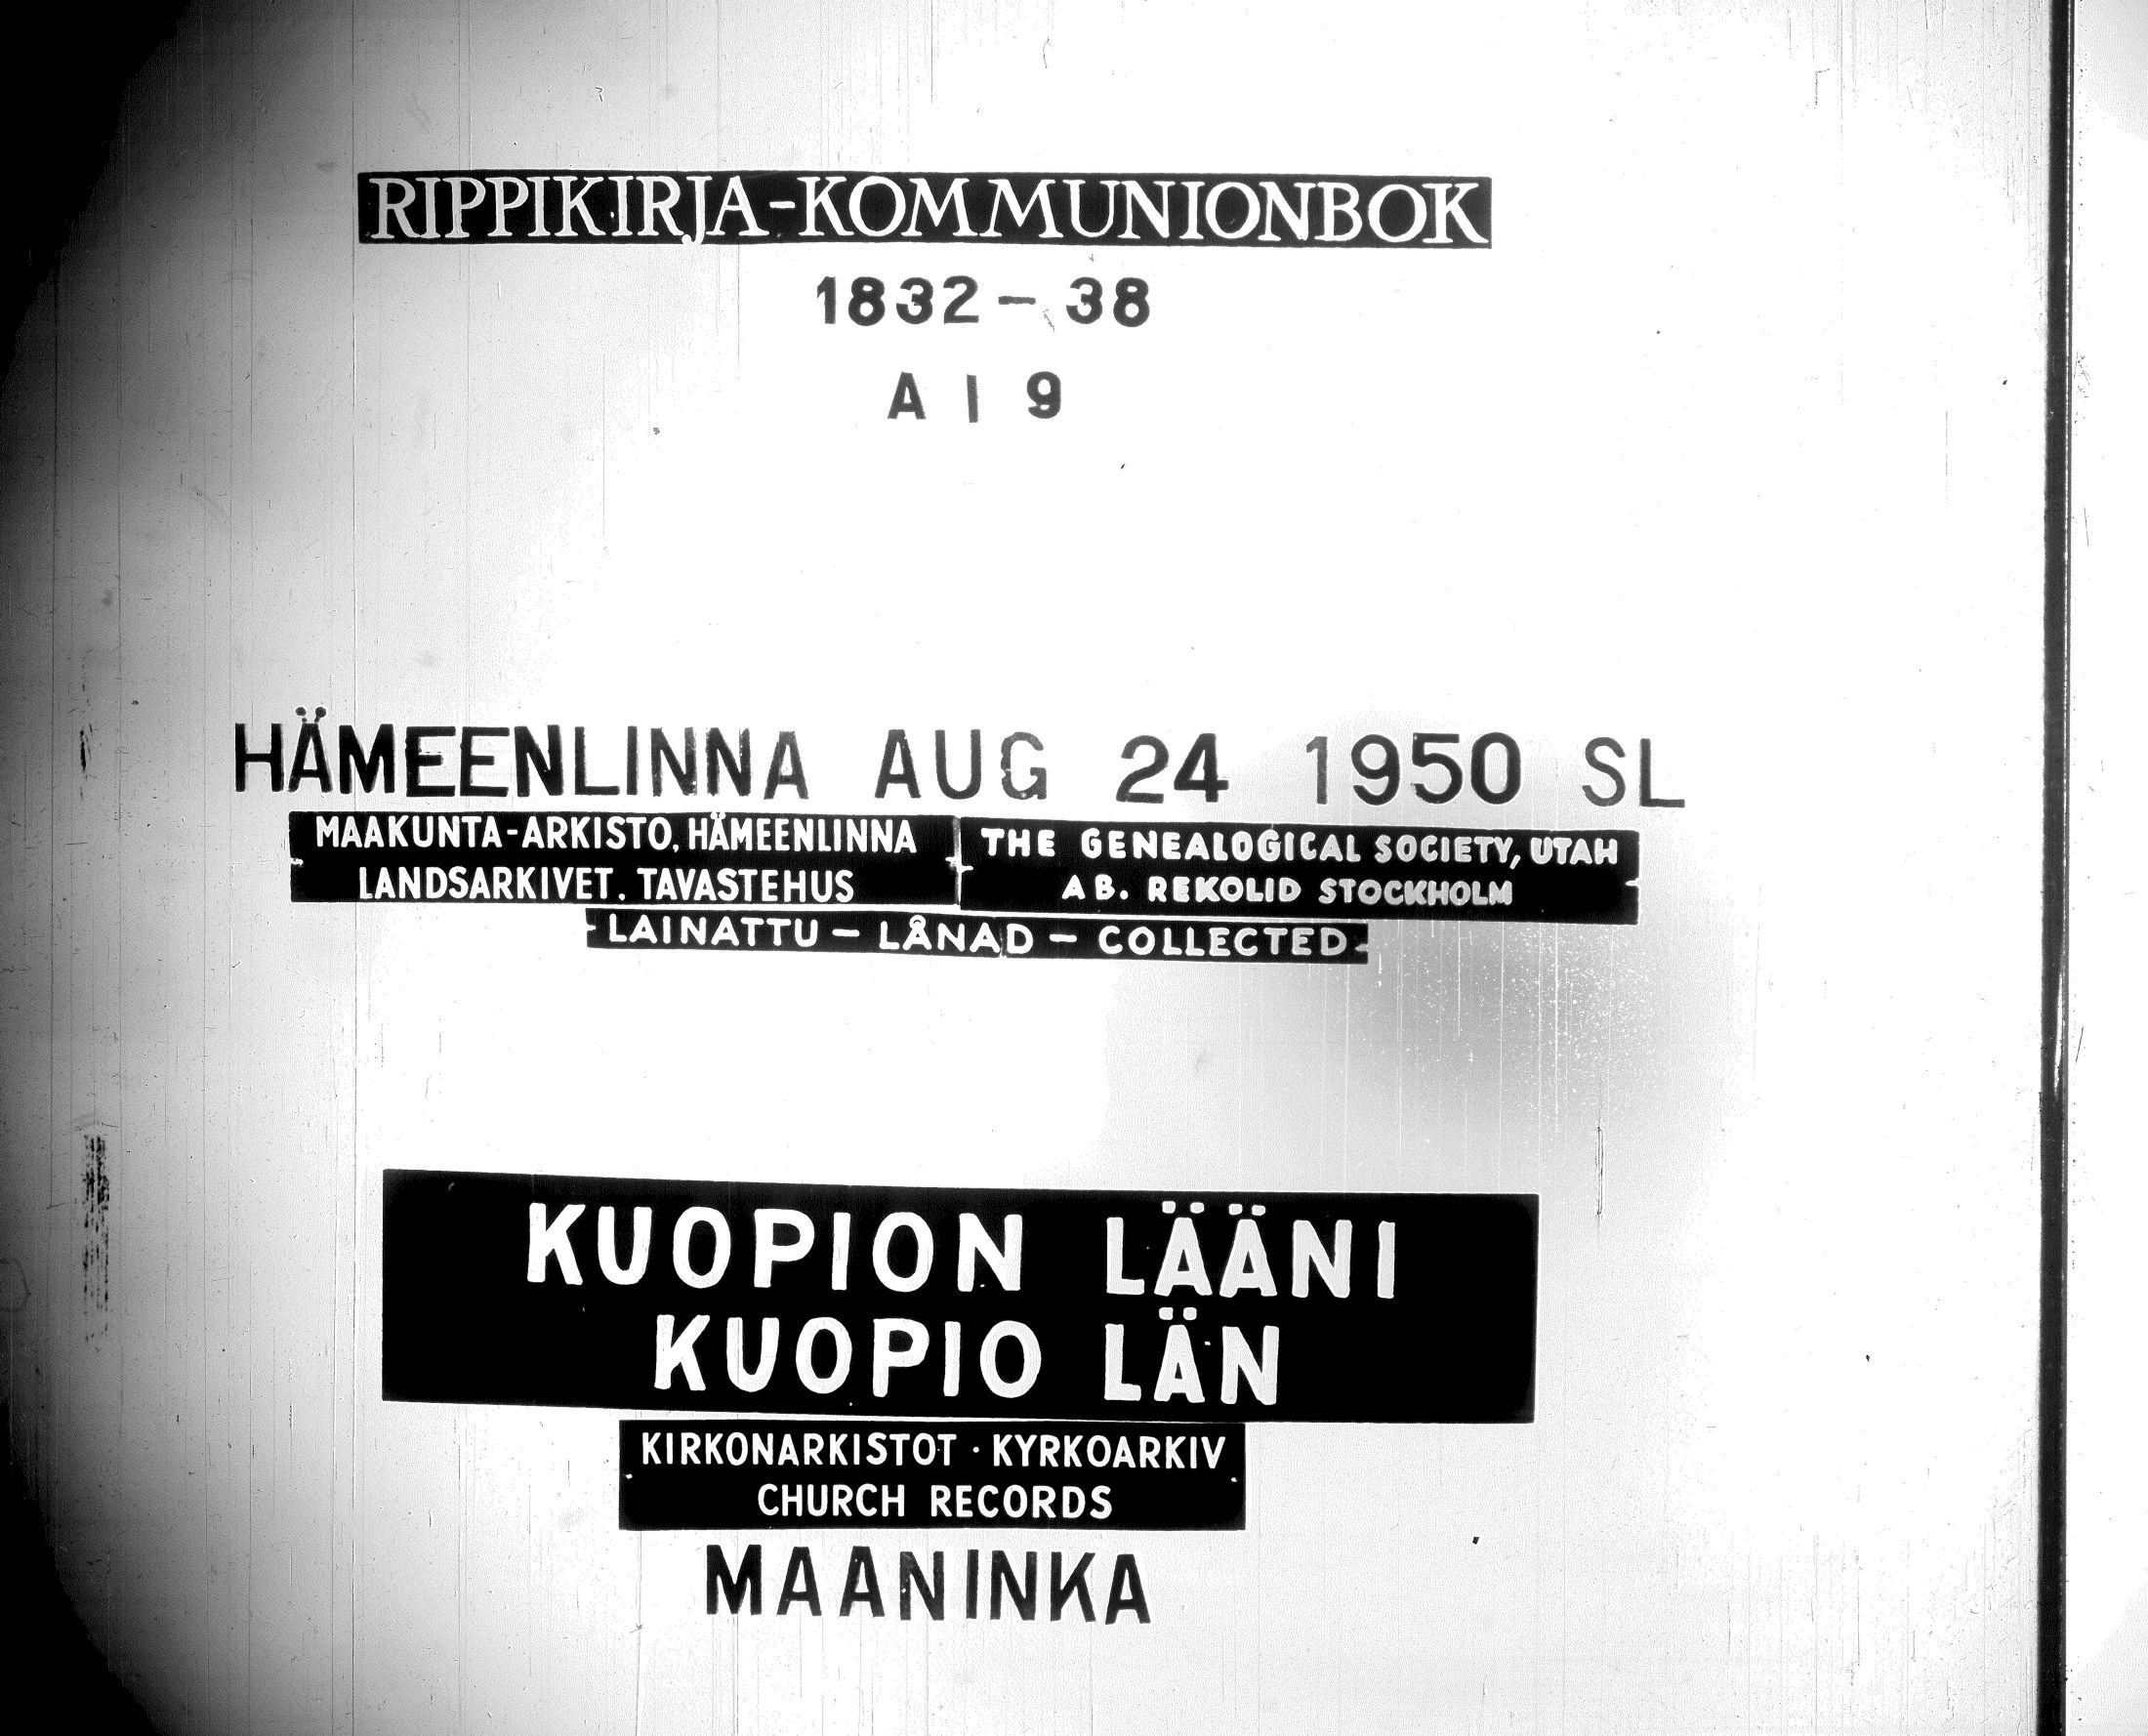 RIPPIKIRJA-KOMMUNIONBOK
1832-38
A I 9
HÄMEENLINNA AUG 24 1950 SL
MAAKUNTA-ARKISTO, HÄMEENLINNA
LANDSARKIVET. TAVASTEHUS
THE GENEALOGICAL SOCIETY, UTAH
AB. REKOLID STOCKHOLM
LAINATTU - LÅNAD - COLLECTED
KUOPION LÄÄNI
KUOPIO LÄN
KIRKONARKISTOT · KYRKOARKIV
CHURCH RECORDS
MAANINKA